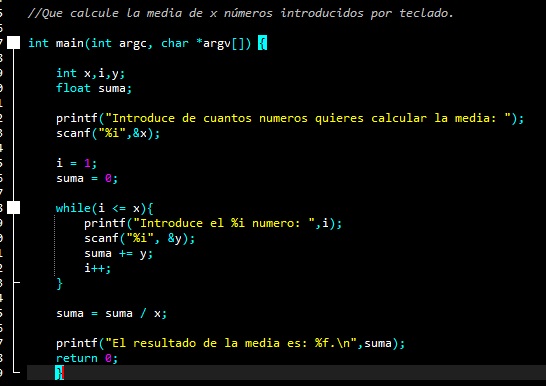 //Que calcule la media de x números introducidos por teclado.
int main(int argc, char *argv[]) {
int x,i,y;
float suma;
printf("Introduce de cuantos numeros quieres calcular la media: ");
scanf("%i",&x);
i = 1;
suma = 0;
while(i <= x){
printf("Introduce el %i numero: ",i);
scanf("%i", &y);
suma += y;
i++;
}
suma = suma / x;
printf("El resultado de la media es: %f.\n",suma);
return 0;
}